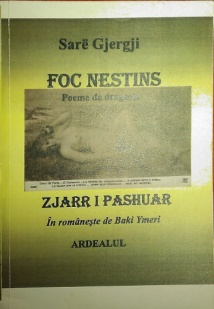 Sarë Gjergji
FOC NESTINS
Poeme de dragoste
ZJARR I PASHUAR
În românește de Baki Ymeri
ARDEALUL